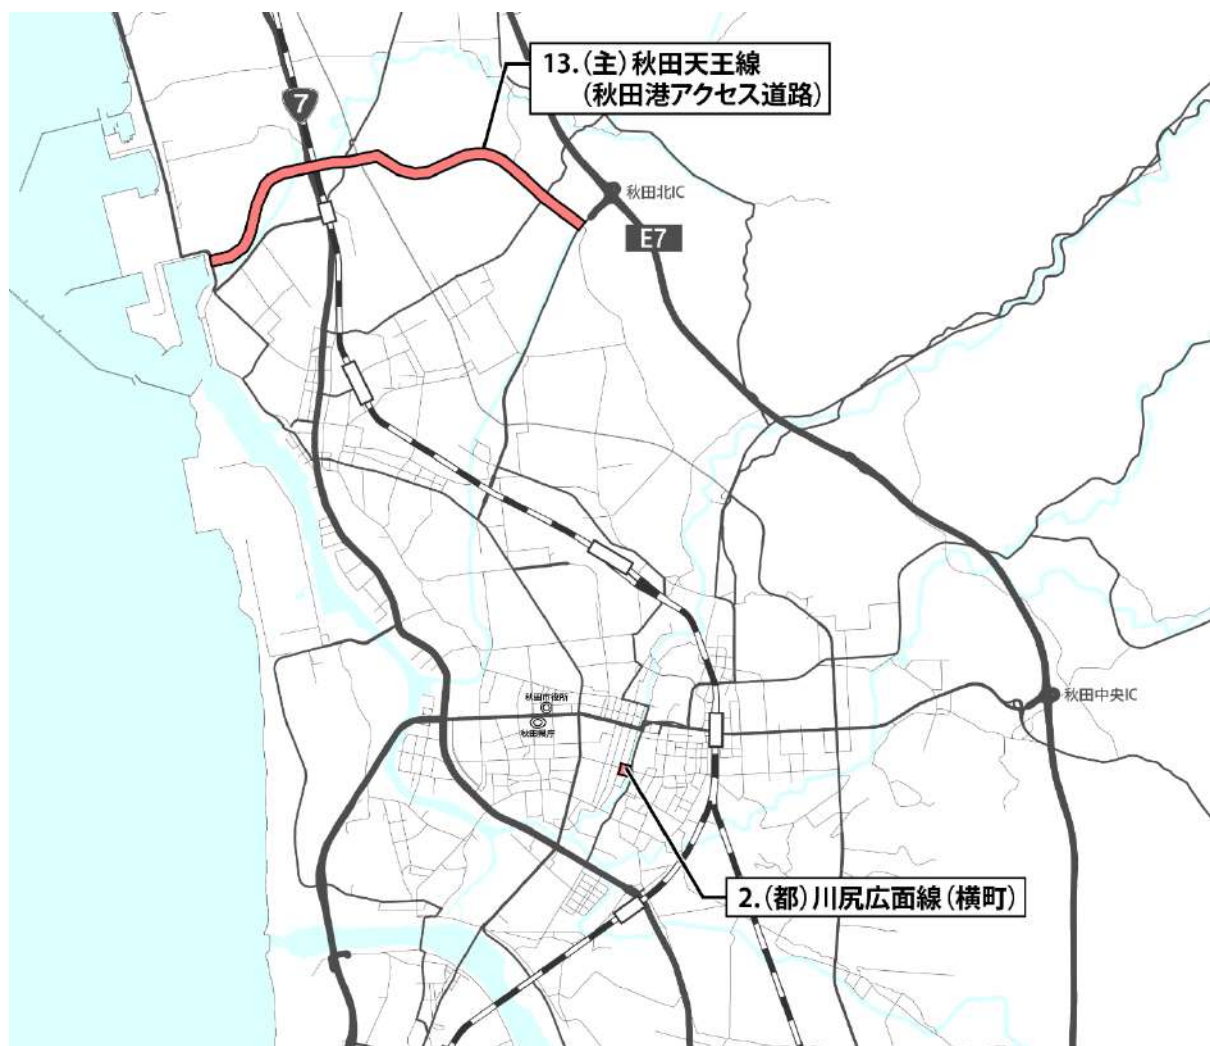 13.(主)秋田天王線
(秋田港アクセス道路)
7
秋田北IC
E7
秋田市役所
秋田県庁
秋田中央IC
2.(都)川尻広面線(横町)